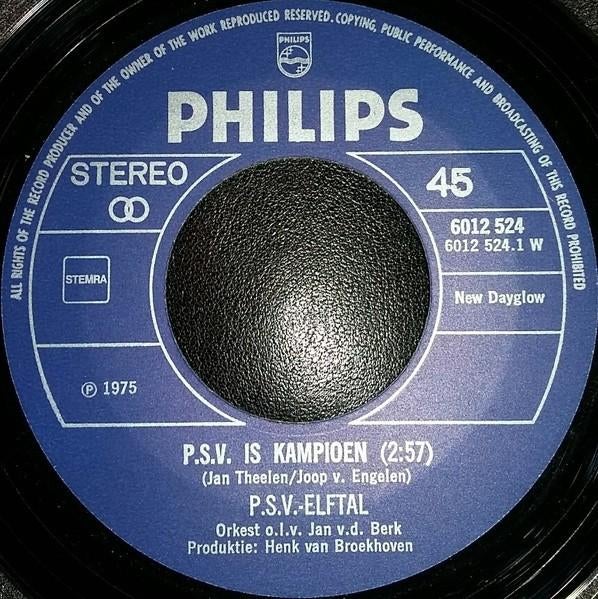 ALL RIGHTS OF THE RECORD PRODUCER AND OF THE OWNER OF THE WORK REPRODUCED RESERVED. COPYING, PUBLIC PERFORMANCE AND BROADCASTING OF THIS RECORD PROHIBITED
PHILIPS
PHILIPS
STEREO
45
6012 524
6012 524.1 W
STEMRA
New Dayglow
℗ 1975
P.S.V. IS KAMPIOEN (2:57)
(Jan Theelen/Joop v. Engelen)
P.S.V.-ELFTAL
Orkest o.l.v. Jan v.d. Berk
Produktie: Henk van Broekhoven